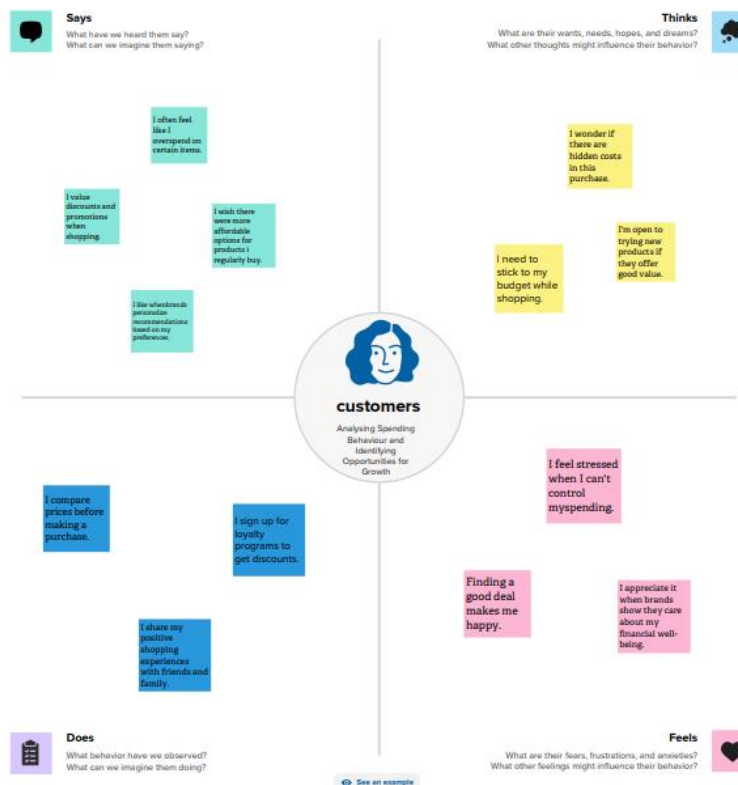 Says
What have we heard them say?
What can we imagine them saying?
Thinks
What are their wants, needs, hopes, and dreams?
What other thoughts might influence their behavior?
I often feel
like I
overspend on
certain items.
I value
discounts and
promotions
when
shopping.
I wish there
were more
affordable
options for
products i
regularly buy.
I like whenbrands
personalize
recommendations
based on my
preferences.
I wonder if
there are
hidden costs
in this
purchase.
I'm open to
trying new
products if
they offer
good value.
I need to
stick to my
budget while
shopping.
customers
Analysing Spending
Behaviour and
Identifying
Opportunities for
Growth
I compare
prices before
making a
purchase.
I sign up for
loyalty
programs to
get discounts.
I share my
positive
shopping
experiences
with friends and
family.
I feel stressed
when I can't
control
myspending.
Finding a
good deal
makes me
happy.
I appreciate it
when brands
show they care
about my
financial well-
being.
Does
What behavior have we observed?
What can we imagine them doing?
Feels
What are their fears, frustrations, and anxieties?
What other feelings might influence their behavior?
See an example